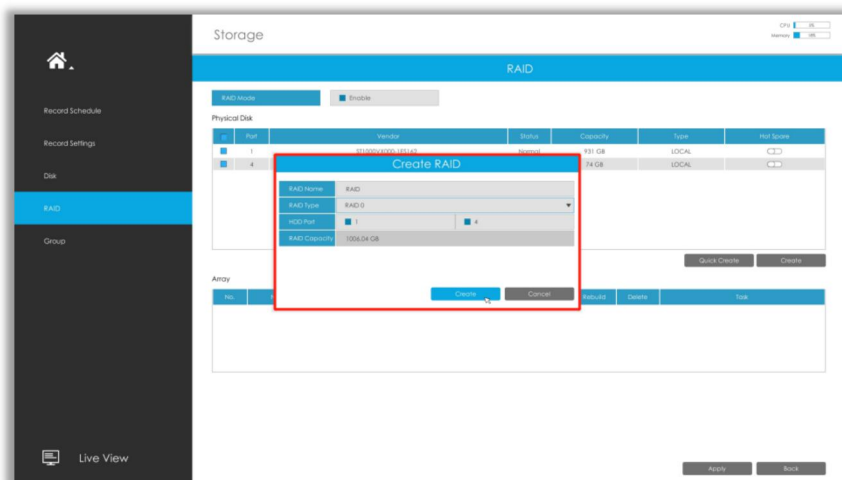 Storage
CPU
Memory
RAID
Record Schedule
Record Settings
Disk
RAID
Group
Live View
RAID Mode Enable
Physical Disk
Port Vendor Status Capacity Type Hot Spare
1 Normal 931 GB LOCAL
4 74 GB LOCAL
Create RAID
RAID Name RAID
RAID Type RAID 0
HDD Port 1 4
RAID Capacity 1006.04 GB
Create Cancel
Quick Create Create
Array
No. Rebuild Delete Task
Apply Back